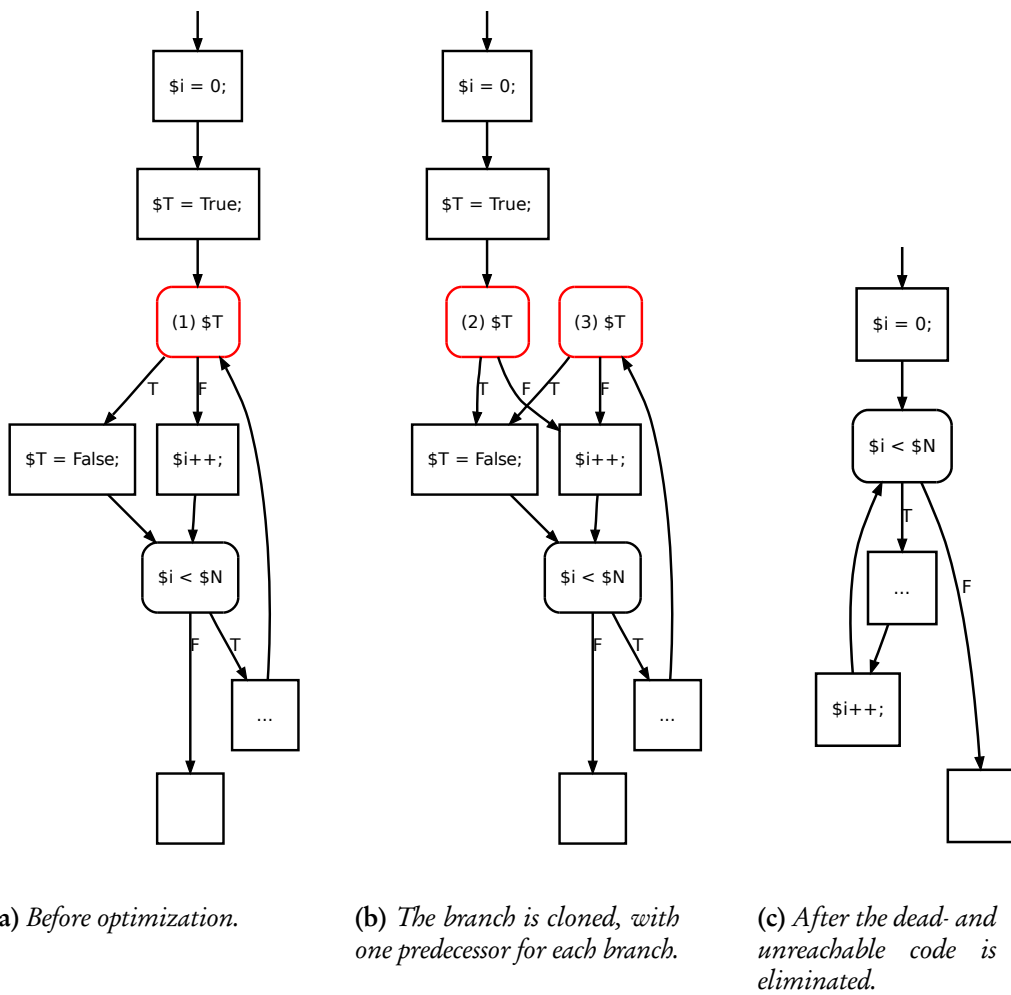 $i = 0;
$T = True;
(1) $T
T
F
$T = False;
$i++;
$i < $N
F
T
...
a) Before optimization.
$i = 0;
$T = True;
(2) $T
(3) $T
T
F
T
F
$T = False;
$i++;
$i < $N
F
T
...
(b) The branch is cloned, with
one predecessor for each branch.
$i = 0;
$i < $N
T
...
F
$i++;
(c) After the dead- and
unreachable code is
eliminated.